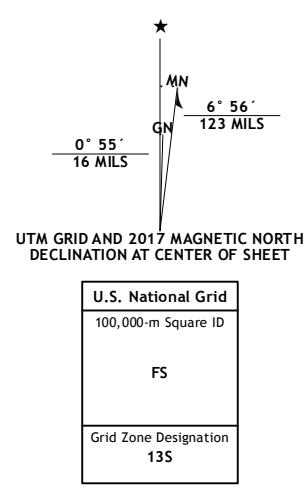 MN
GN
6° 56´
123 MILS
0° 55´
16 MILS
UTM GRID AND 2017 MAGNETIC NORTH
DECLINATION AT CENTER OF SHEET
U.S. National Grid
100,000-m Square ID
FS
Grid Zone Designation
13S